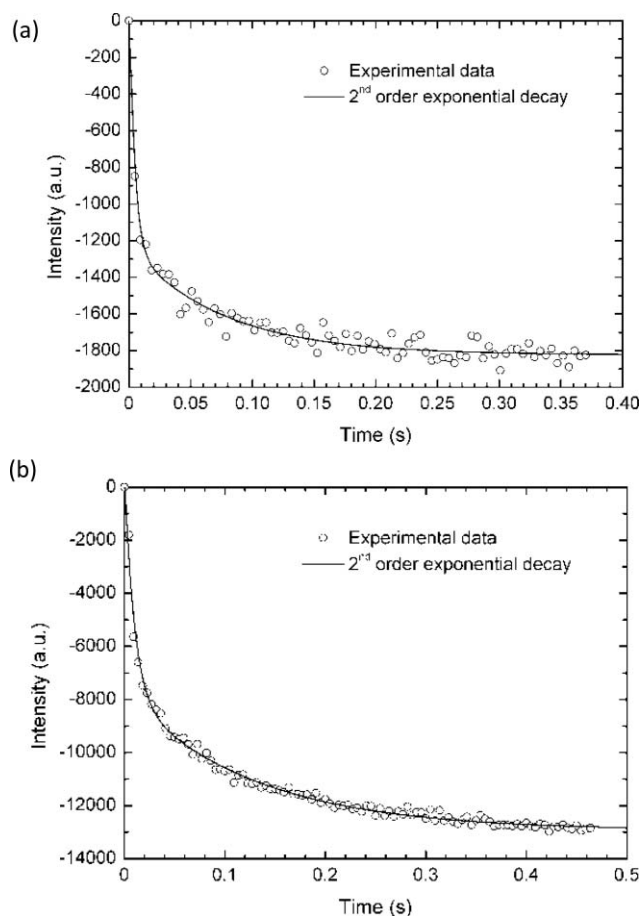 (a)
0
-200
-400
-600
-800
-1000
-1200
-1400
-1600
-1800
-2000
Intensity (a.u.)
Experimental data
2nd order exponential decay
0 0.05 0.10 0.15 0.20 0.25 0.30 0.35 0.40
Time (s)
(b)
0
-2000
-4000
-6000
-8000
-10000
-12000
-14000
Intensity (a.u.)
Experimental data
2nd order exponential decay
0 0.1 0.2 0.3 0.4 0.5
Time (s)